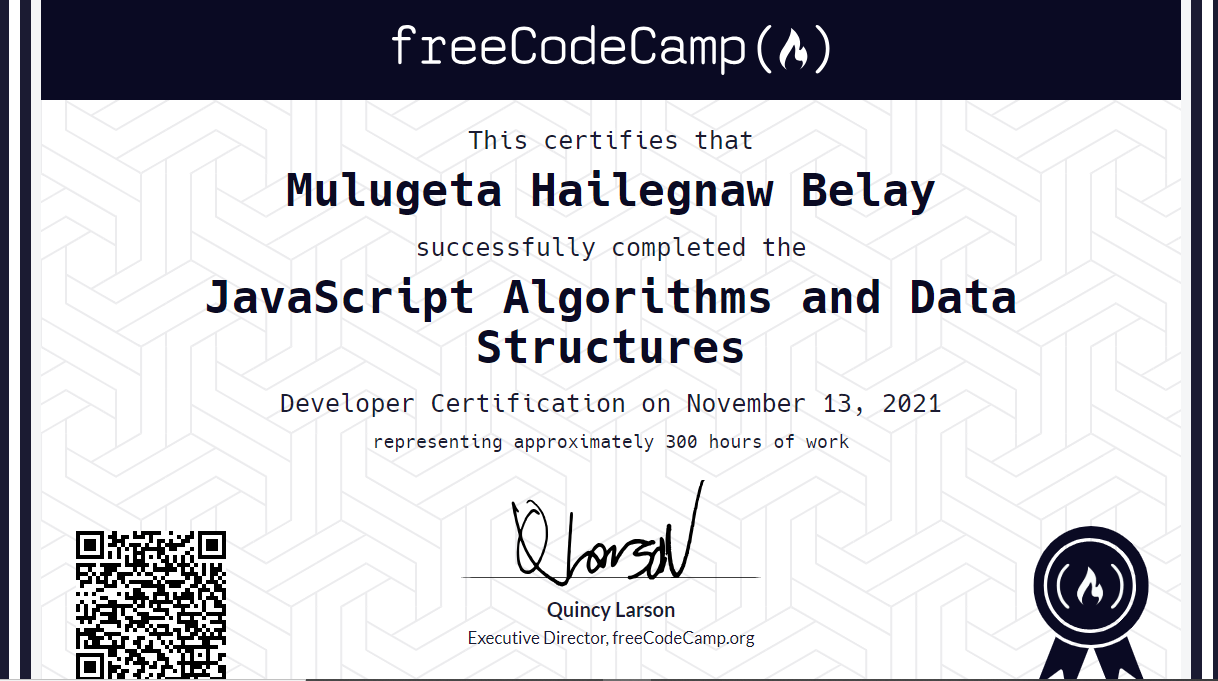 freeCodeCamp(🔥)
This certifies that
Mulugeta Hailegnaw Belay
successfully completed the
JavaScript Algorithms and Data
Structures
Developer Certification on November 13, 2021
representing approximately 300 hours of work
Q Larson
Quincy Larson
Executive Director, freeCodeCamp.org